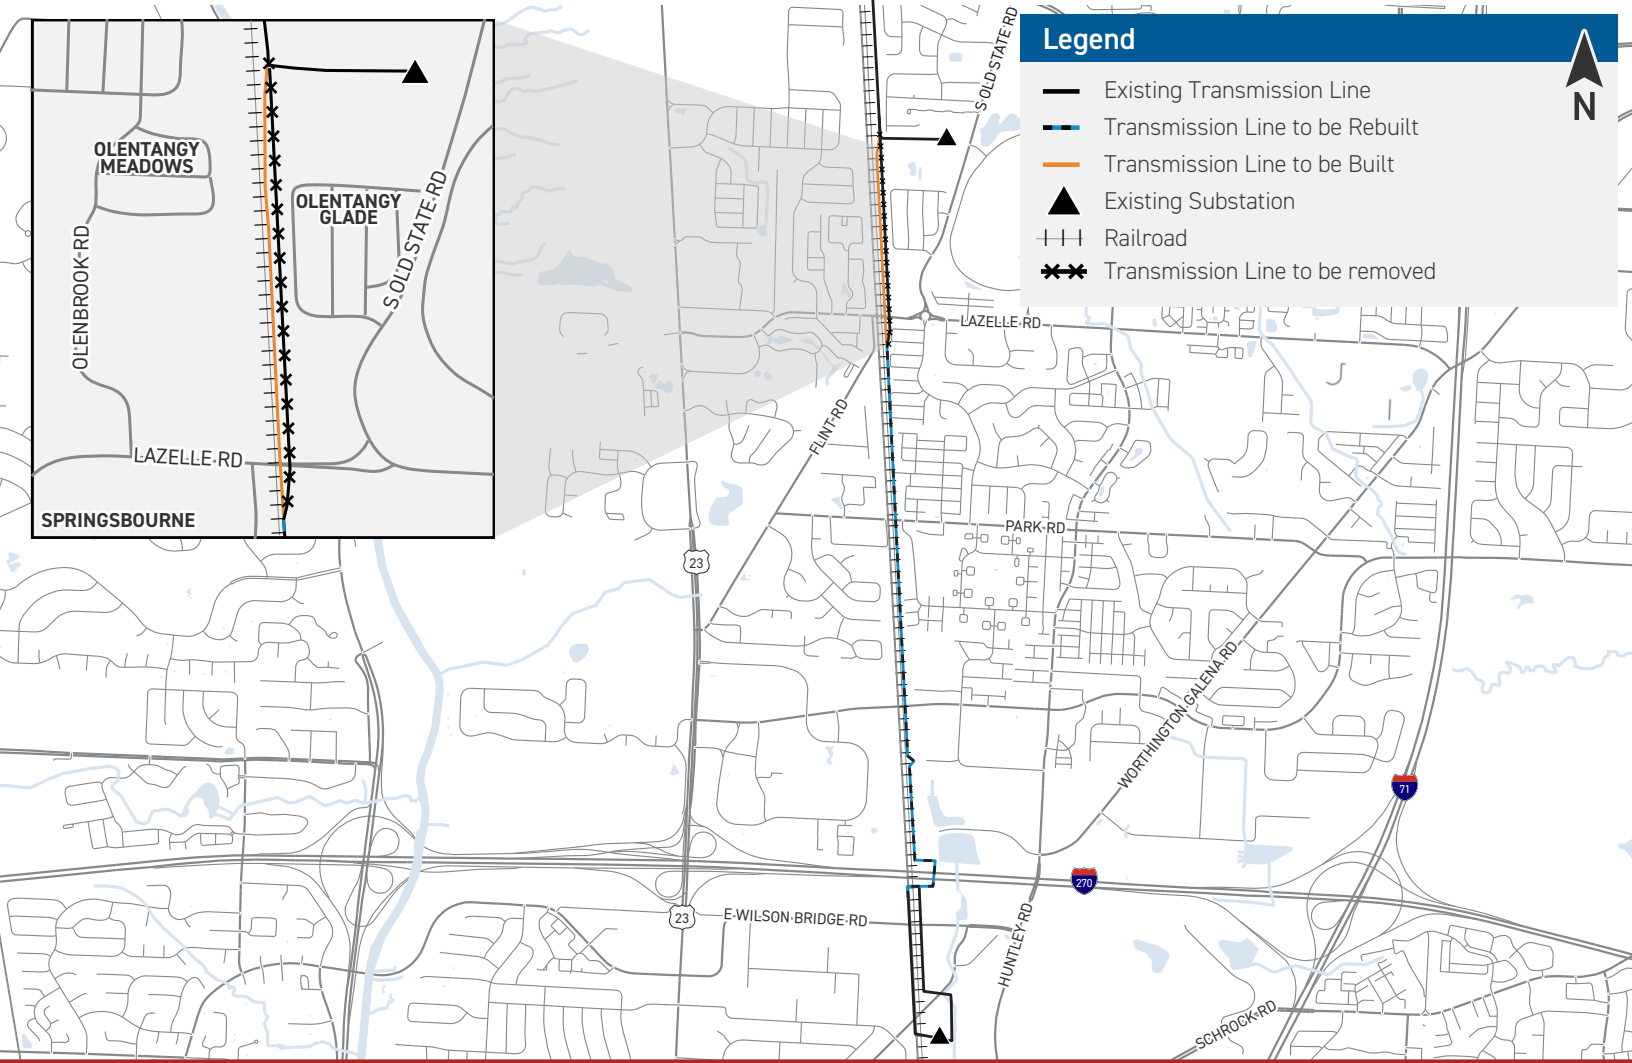 Legend
Existing Transmission Line
Transmission Line to be Rebuilt
Transmission Line to be Built
Existing Substation
Railroad
Transmission Line to be removed
N
OLENTANGY
MEADOWS
OLENTANGY
GLADE
OLENBROOK RD
S OLD STATE RD
LAZELLE RD
SPRINGSBOURNE
S OLD STATE RD
LAZELLE RD
FLINT RD
PARK RD
23
WORTHINGTON GALENA RD
71
270
23
E WILSON BRIDGE RD
HUNTLEY RD
SCHROCK RD